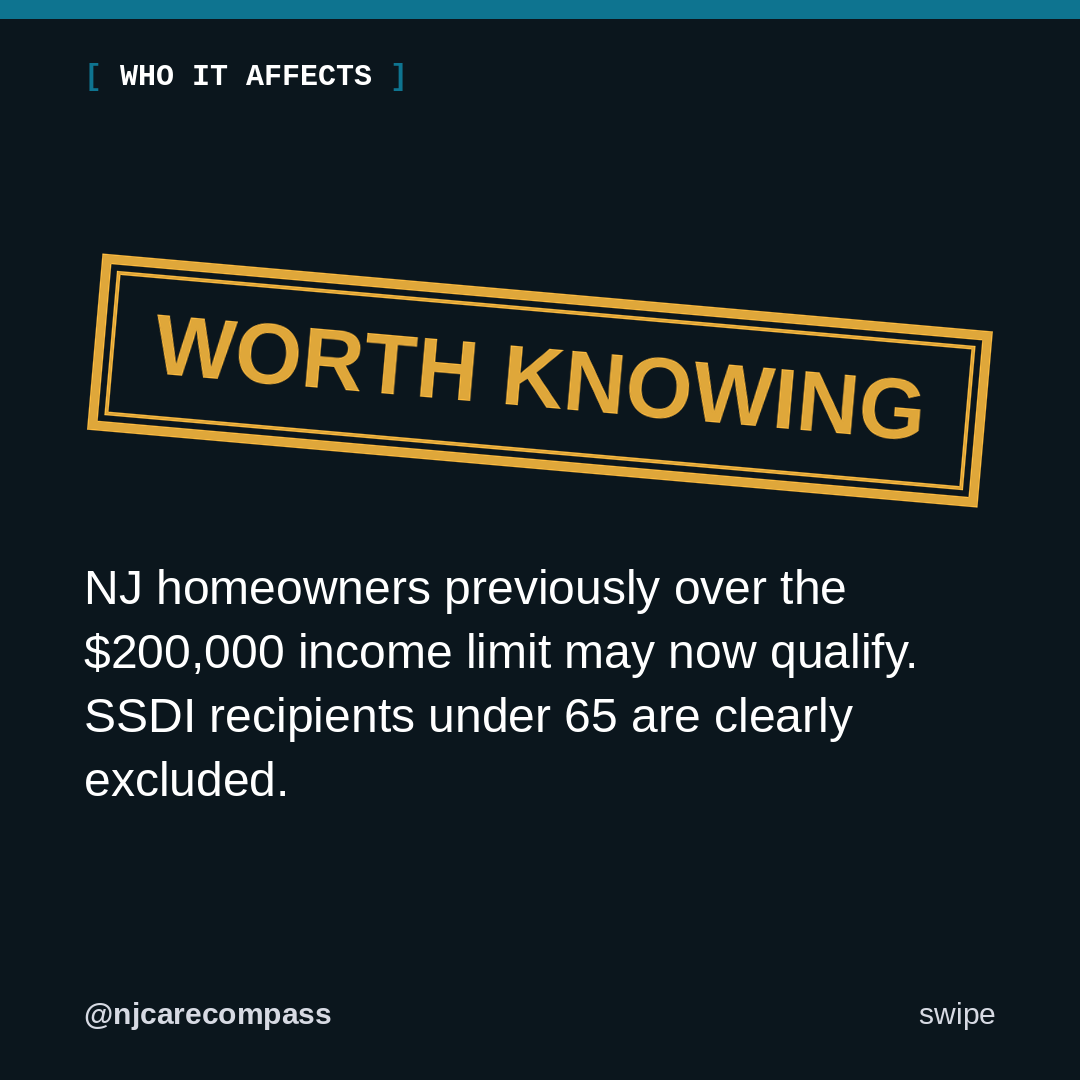 [ WHO IT AFFECTS ]
WORTH KNOWING
NJ homeowners previously over the
$200,000 income limit may now qualify.
SSDI recipients under 65 are clearly
excluded.
@njcarecompass
swipe